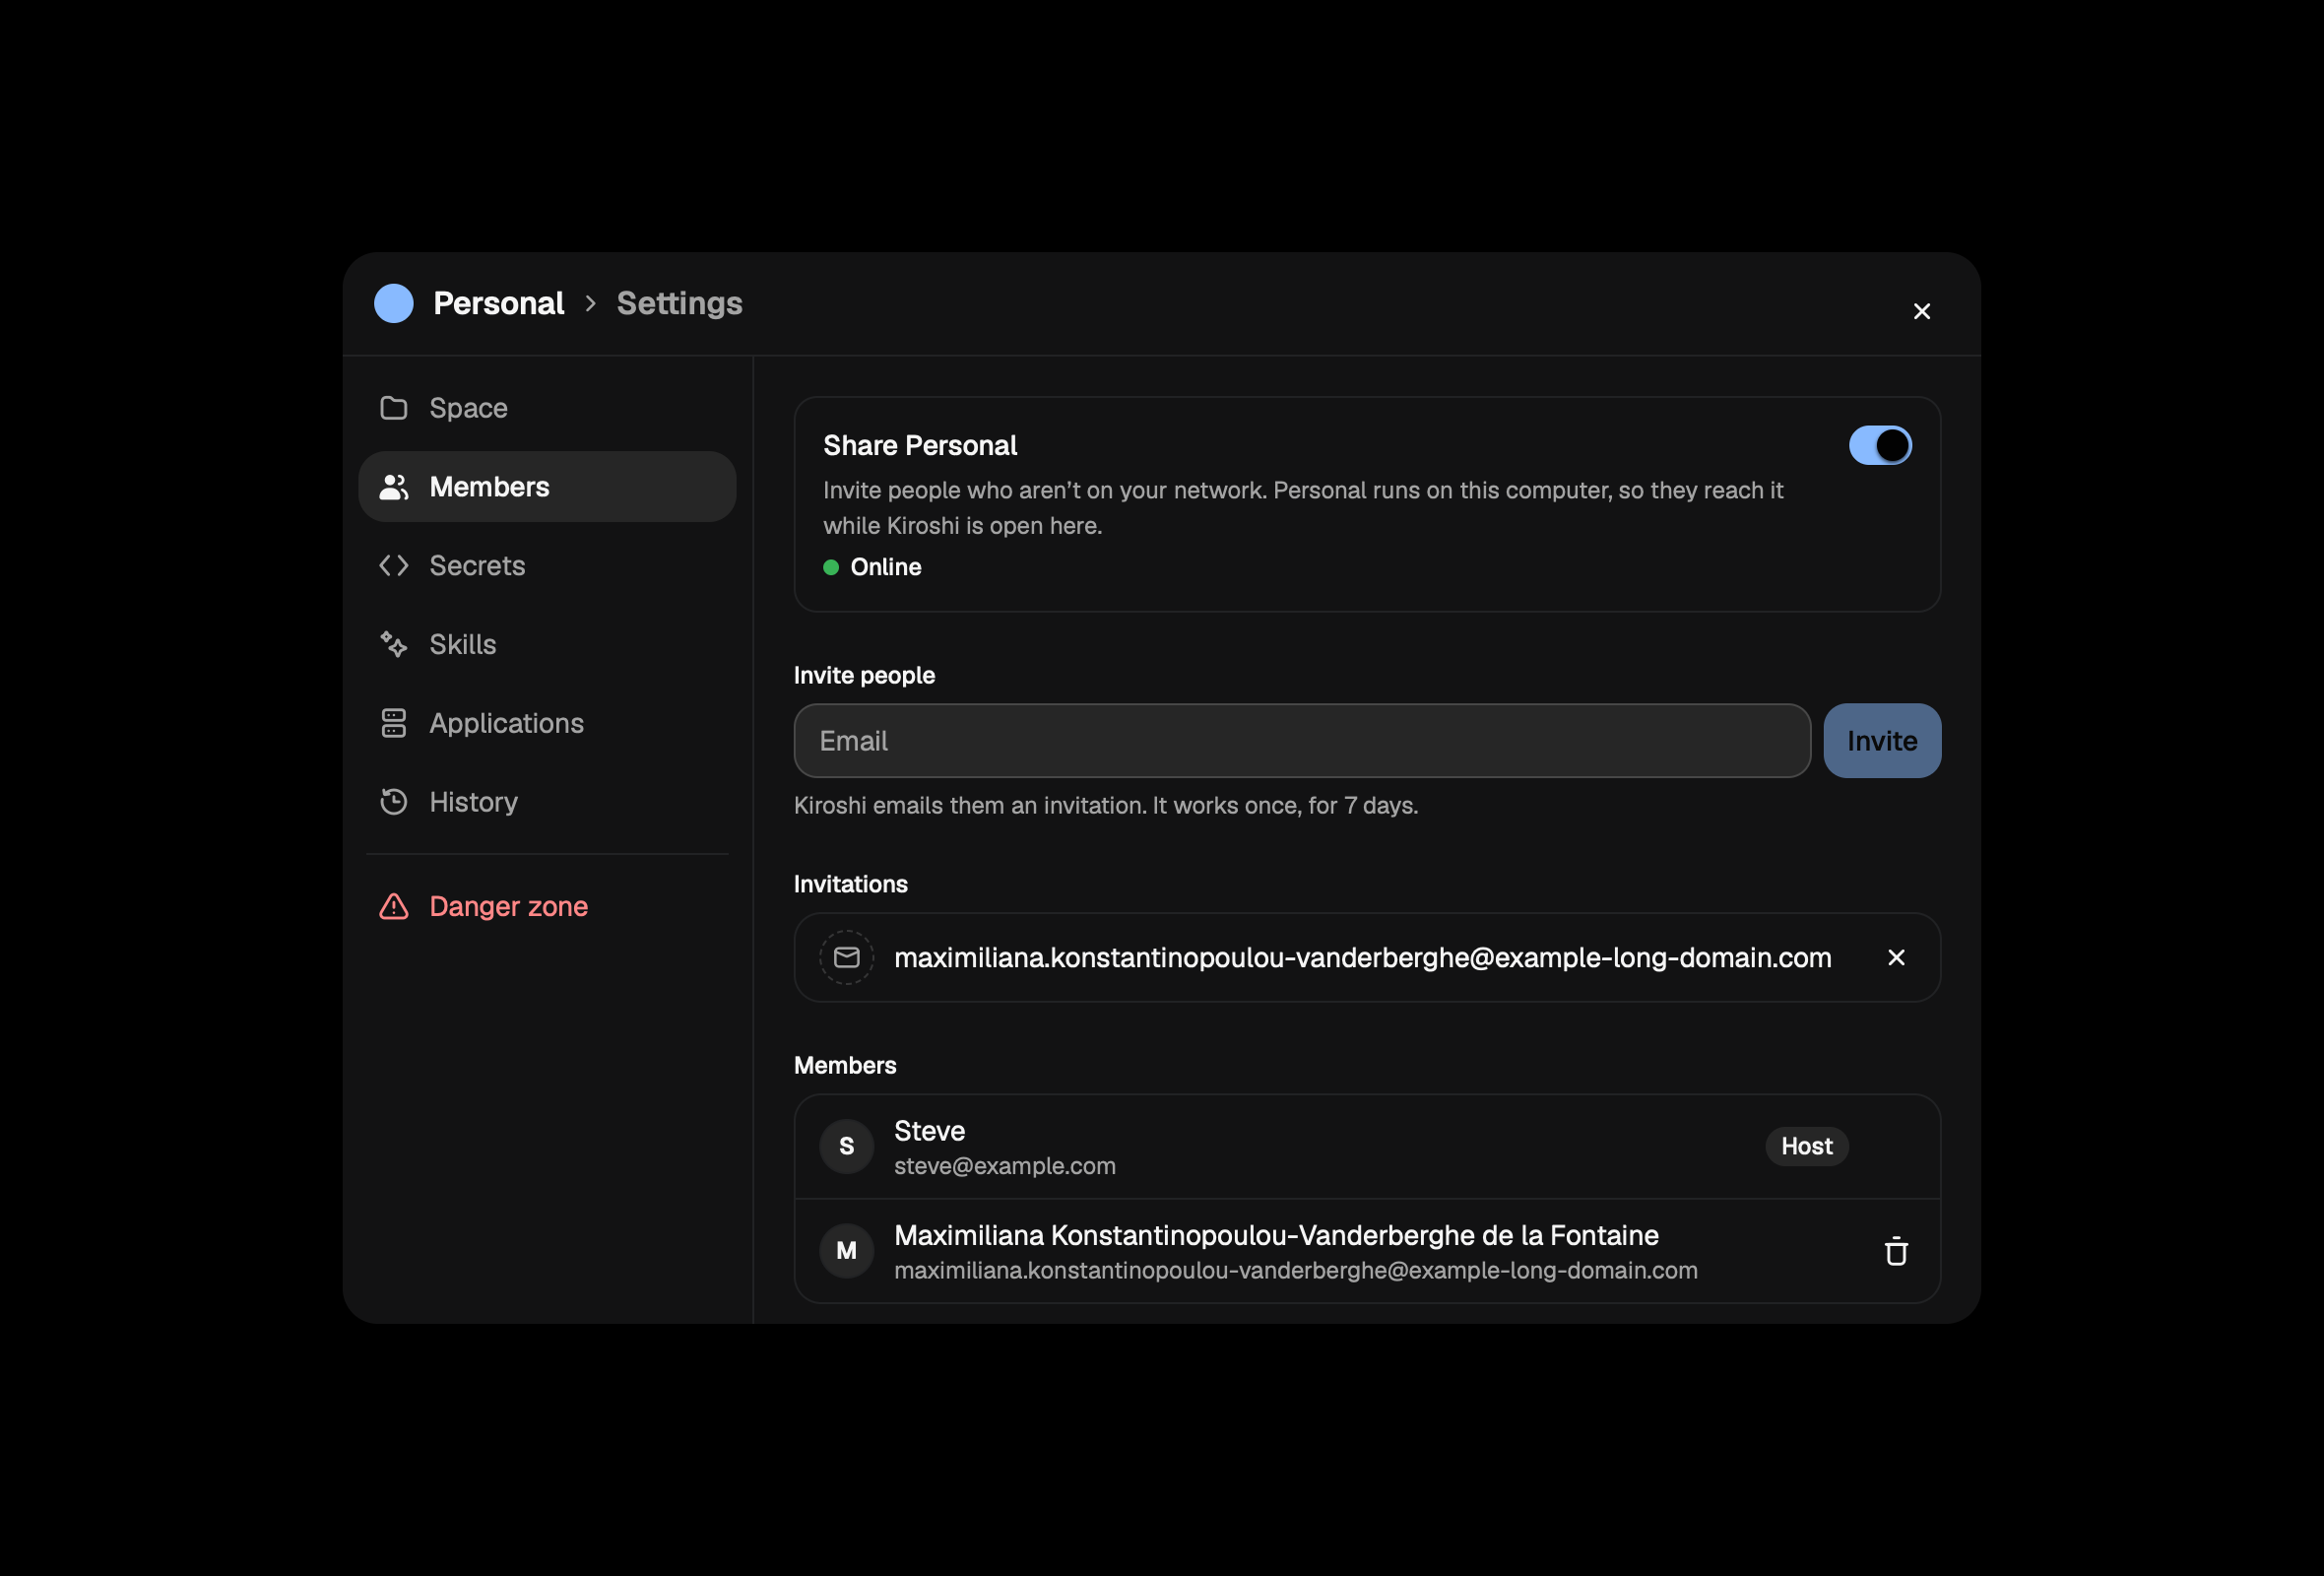 Personal > Settings
Space
Members
Secrets
Skills
Applications
History
Danger zone
Share Personal
Invite people who aren’t on your network. Personal runs on this computer, so they reach it
while Kiroshi is open here.
Online
Invite people
Email
Invite
Kiroshi emails them an invitation. It works once, for 7 days.
Invitations
maximiliana.konstantinopoulou-vanderberghe@example-long-domain.com
Members
S
Steve
steve@example.com
Host
M
Maximiliana Konstantinopoulou-Vanderberghe de la Fontaine
maximiliana.konstantinopoulou-vanderberghe@example-long-domain.com